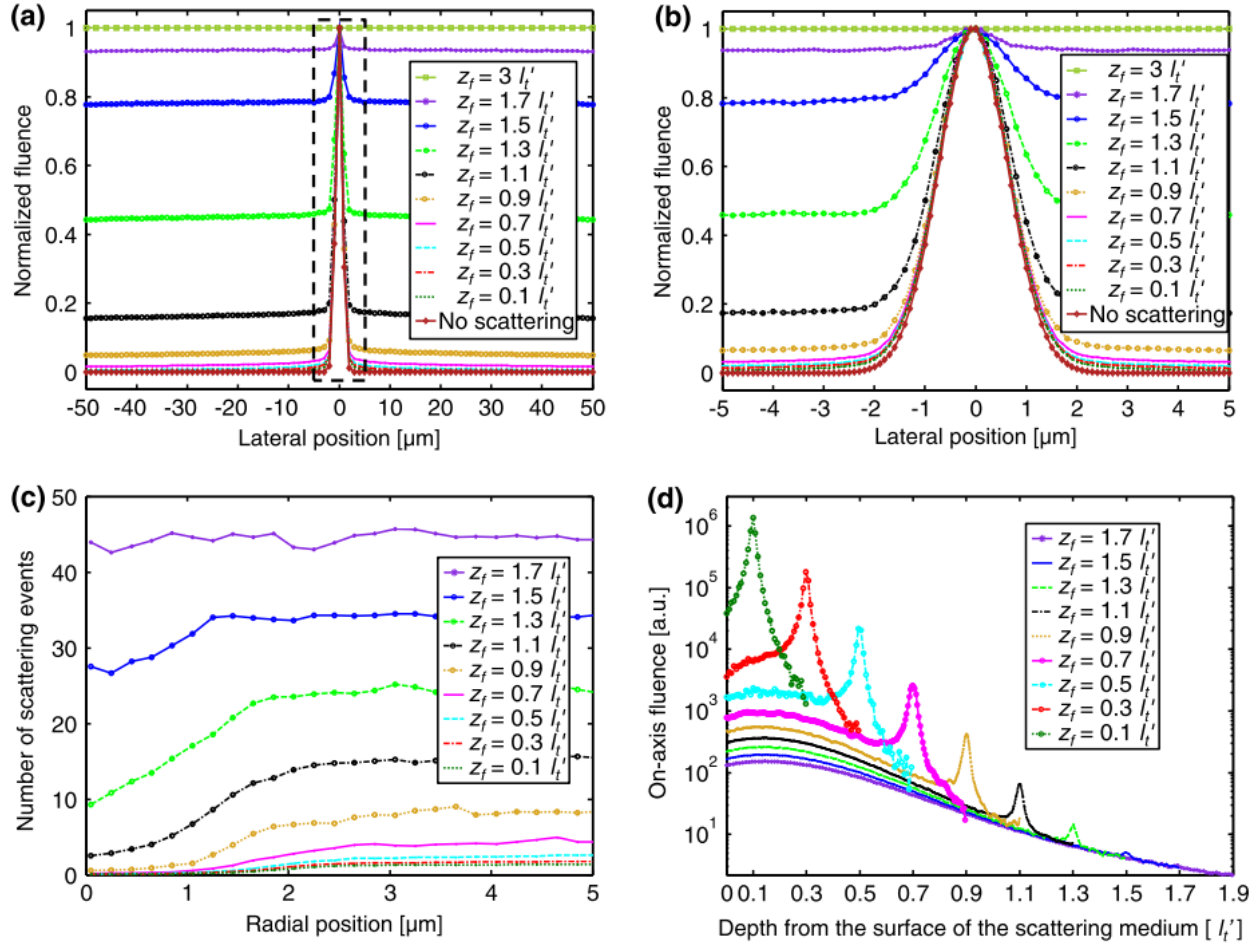 (a)
1
0.8
0.6
0.4
0.2
0
Normalized fluence
-50 -40 -30 -20 -10 0 10 20 30 40 50
Lateral position [µm]
z_f = 3 l_t'
z_f = 1.7 l_t'
z_f = 1.5 l_t'
z_f = 1.3 l_t'
z_f = 1.1 l_t'
z_f = 0.9 l_t'
z_f = 0.7 l_t'
z_f = 0.5 l_t'
z_f = 0.3 l_t'
z_f = 0.1 l_t'
No scattering
(b)
1
0.8
0.6
0.4
0.2
0
Normalized fluence
-5 -4 -3 -2 -1 0 1 2 3 4 5
Lateral position [µm]
z_f = 3 l_t'
z_f = 1.7 l_t'
z_f = 1.5 l_t'
z_f = 1.3 l_t'
z_f = 1.1 l_t'
z_f = 0.9 l_t'
z_f = 0.7 l_t'
z_f = 0.5 l_t'
z_f = 0.3 l_t'
z_f = 0.1 l_t'
No scattering
(c)
50
40
30
20
10
0
Number of scattering events
0 1 2 3 4 5
Radial position [µm]
z_f = 1.7 l_t'
z_f = 1.5 l_t'
z_f = 1.3 l_t'
z_f = 1.1 l_t'
z_f = 0.9 l_t'
z_f = 0.7 l_t'
z_f = 0.5 l_t'
z_f = 0.3 l_t'
z_f = 0.1 l_t'
(d)
10^6
10^5
10^4
10^3
10^2
10^1
On-axis fluence [a.u.]
0 0.1 0.3 0.5 0.7 0.9 1.1 1.3 1.5 1.7 1.9
Depth from the surface of the scattering medium [ l_t']
z_f = 1.7 l_t'
z_f = 1.5 l_t'
z_f = 1.3 l_t'
z_f = 1.1 l_t'
z_f = 0.9 l_t'
z_f = 0.7 l_t'
z_f = 0.5 l_t'
z_f = 0.3 l_t'
z_f = 0.1 l_t'